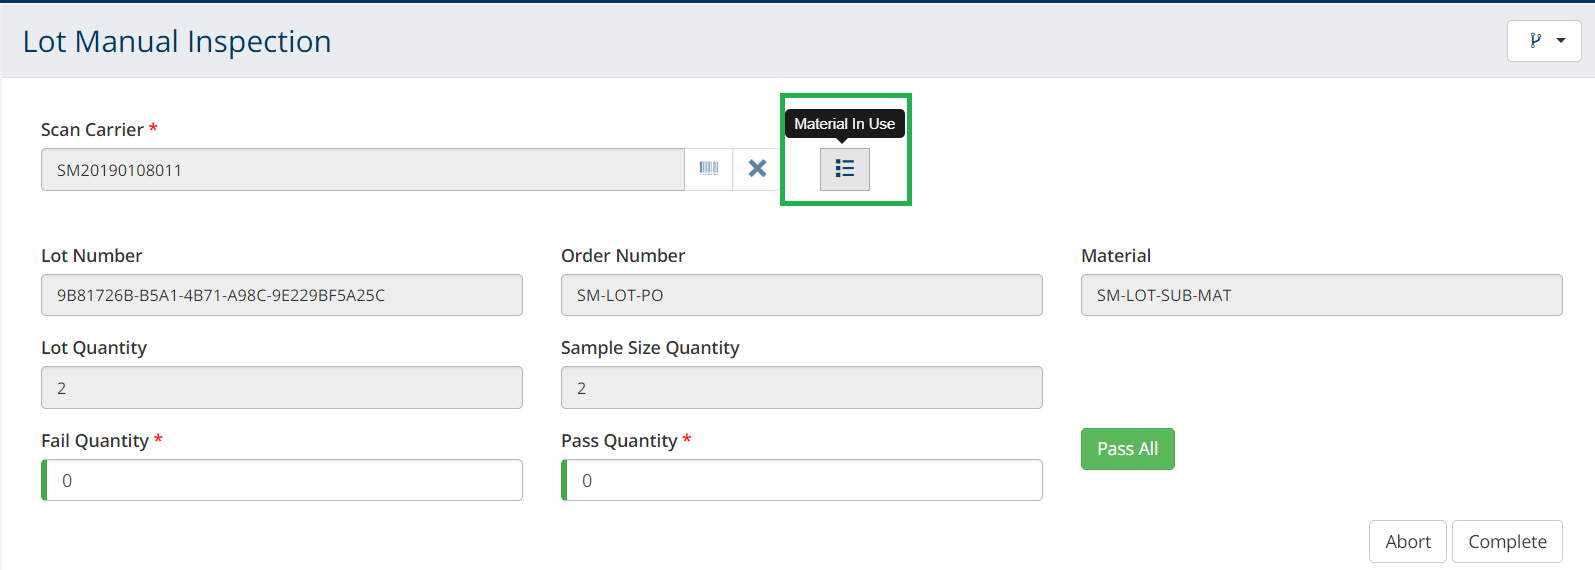 Lot Manual Inspection
Material In Use
Scan Carrier *
SM20190108011
Lot Number
Order Number
Material
9B81726B-B5A1-4B71-A98C-9E229BF5A25C
SM-LOT-PO
SM-LOT-SUB-MAT
Lot Quantity
Sample Size Quantity
2
2
Fail Quantity *
Pass Quantity *
Pass All
0
0
Abort
Complete